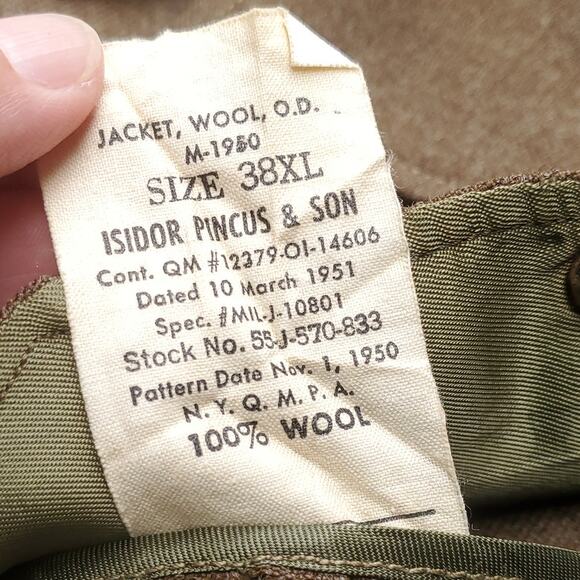 JACKET, WOOL, O.D.
M-1950
SIZE 38XL
ISIDOR PINCUS & SON
Cont. QM #12379-OI-14606
Dated 10 March 1951
Spec. #MIL-J-10801
Stock No. 55-J-570-833
Pattern Date Nov. 1, 1950
N. Y. Q. M. P. A.
100% WOOL